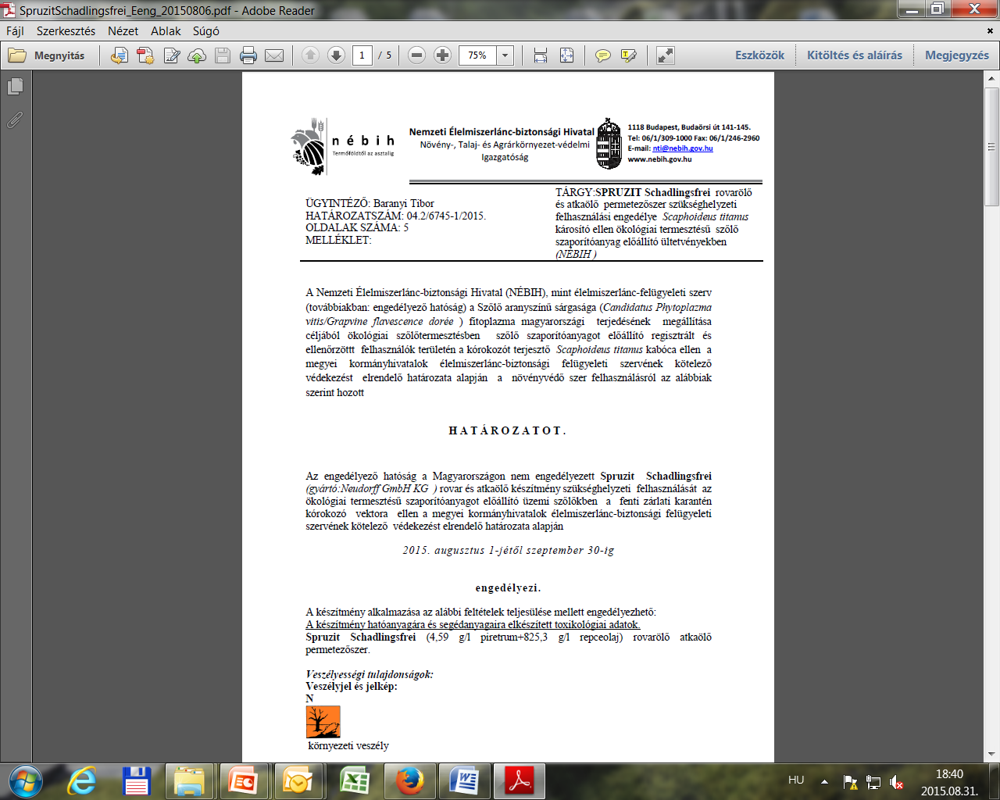 SpruzitSchadlingsfrei_Eeng_20150806.pdf - Adobe Reader
Fájl Szerkesztés Nézet Ablak Súgó
Megnyitás 1 / 5 75% Eszközök Kitöltés és aláírás Megjegyzés
nébih
Termőföldtől az asztalig
Nemzeti Élelmiszerlánc-biztonsági Hivatal
Növény-, Talaj- és Agrárkörnyezet-védelmi
Igazgatóság
1118 Budapest, Budaörsi út 141-145.
Tel: 06/1/309-1000 Fax: 06/1/246-2960
E-mail: nti@nebih.gov.hu
www.nebih.gov.hu
ÜGYINTÉZŐ: Baranyi Tibor
HATÁROZATSZÁM: 04.2/6745-1/2015.
OLDALAK SZÁMA: 5
MELLÉKLET:
TÁRGY:SPRUZIT Schadlingsfrei rovarölő
és atkaölő permetezőszer szükséghelyzeti
felhasználási engedélye Scaphoideus titanus
károsító ellen ökológiai termesztésű szőlő
szaporítóanyag előállító ültetvényekben
(NÉBIH )
A Nemzeti Élelmiszerlánc-biztonsági Hivatal (NÉBIH), mint élelmiszerlánc-felügyeleti szerv
(továbbiakban: engedélyező hatóság) a Szőlő aranyszínű sárgasága (Candidatus Phytoplazma
vitis/Grapvine flavescence dorée ) fitoplazma magyarországi terjedésének megállítása
céljából ökológiai szőlőtermesztésben szőlő szaporítóanyagot előállító regisztrált és
ellenőrzöttt felhasználók területén a kórokozót terjesztő Scaphoideus titamus kabóca ellen a
megyei kormányhivatalok élelmiszerlánc-biztonsági felügyeleti szervének kötelező
védekezést elrendelő határozata alapján a növényvédő szer felhasználásról az alábbiak
szerint hozott
HATÁROZATOT.
Az engedélyező hatóság a Magyarországon nem engedélyezett Spruzit Schadlingsfrei
(gyártó:Neudorff GmbH KG ) rovar és atkaölő készítmény szükséghelyzeti felhasználását az
ökológiai termesztésű szaporítóanyagot előállító üzemi szőlőkben a fenti zárlati karantén
kórokozó vektora ellen a megyei kormányhivatalok élelmiszerlánc-biztonsági felügyeleti
szervének kötelező védekezést elrendelő határozata alapján
2015. augusztus 1-jétől szeptember 30-ig
engedélyezi.
A készítmény alkalmazása az alábbi feltételek teljesülése mellett engedélyezhető:
A készítmény hatóanyagára és segédanyagaira elkészített toxikológiai adatok.
Spruzit Schadlingsfrei (4,59 g/l piretrum+825,3 g/l repceolaj) rovarölő atkaölő
permetezőszer.
Veszélyességi tulajdonságok:
Veszélyjel és jelkép:
N
környezeti veszély
HU
18:40
2015.08.31.